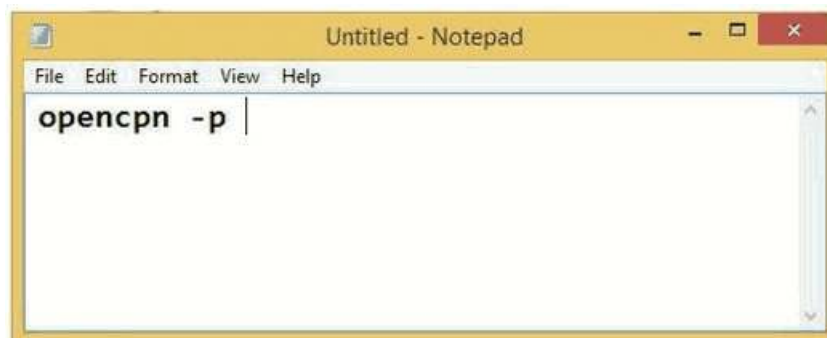 Untitled - Notepad
File Edit Format View Help
opencpn -p